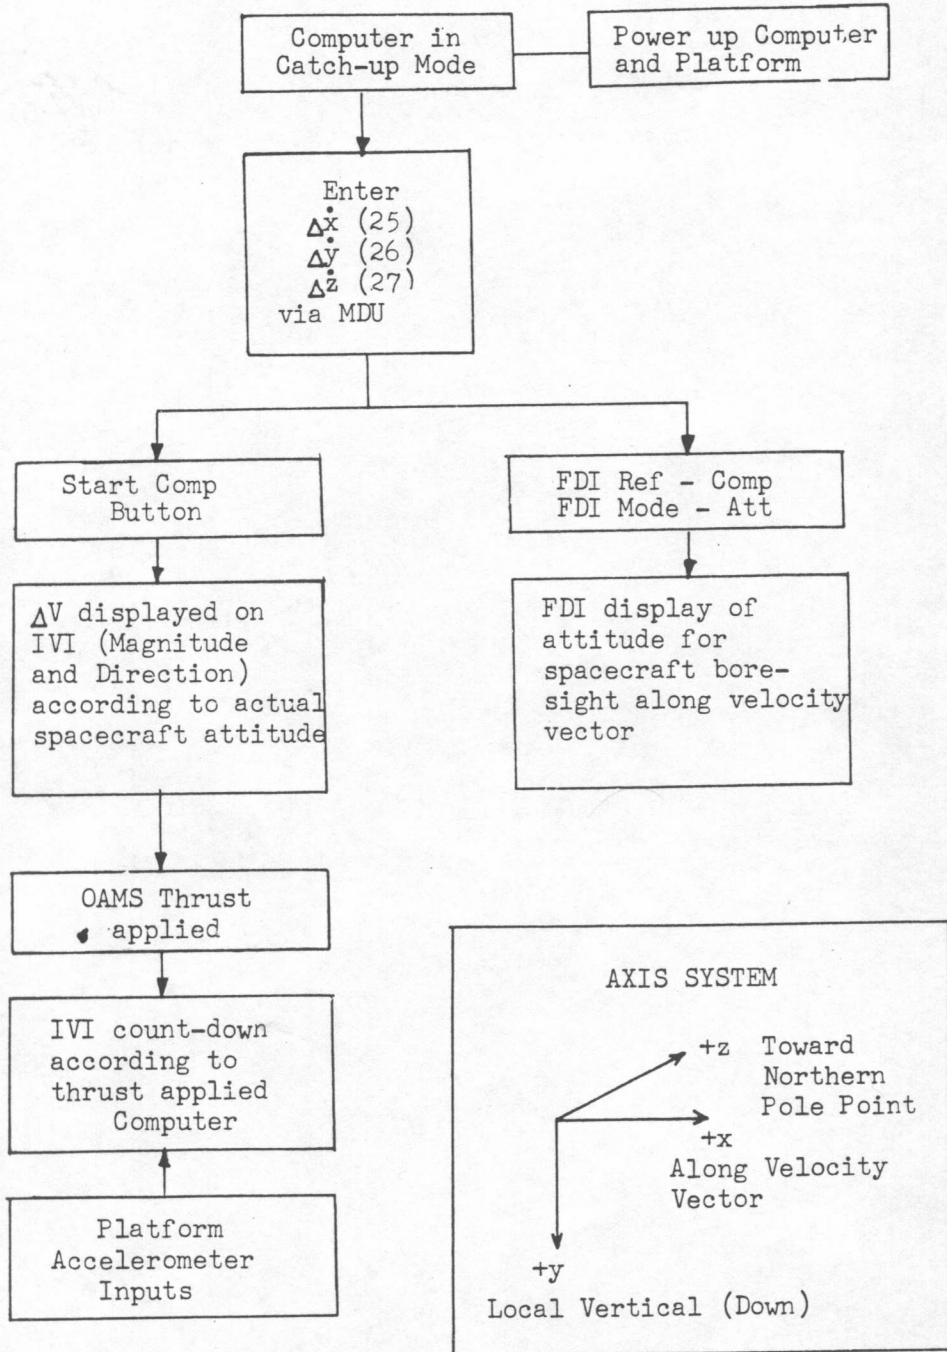 Computer in
Catch-up Mode
Power up Computer
and Platform
Enter
Δẋ (25)
Δẏ (26)
Δż (27)
via MDU
Start Comp
Button
FDI Ref - Comp
FDI Mode - Att
ΔV displayed on
IVI (Magnitude
and Direction)
according to actual
spacecraft attitude
FDI display of
attitude for
spacecraft bore-
sight along velocity
vector
OAMS Thrust
applied
IVI count-down
according to
thrust applied
Computer
Platform
Accelerometer
Inputs
AXIS SYSTEM
+z Toward
Northern
Pole Point
+x
Along Velocity
Vector
+y
Local Vertical (Down)